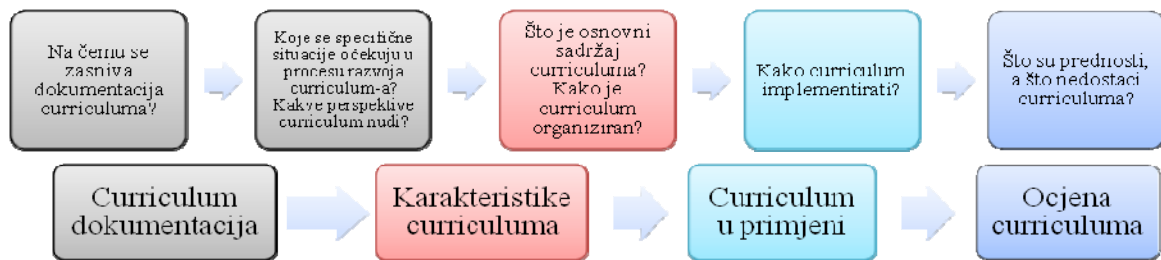 Na čemu se
zasniva
dokumentacija
curriculuma?
Koje se specifične
situacije očekuju u
procesu razvoja
curriculum-a?
Kakve perspektive
curriculum nudi?
Što je osnovni
sadržaj
curriculuma?
Kako je
curriculum
organiziran?
Kako curriculum
implementirati?
Što su prednosti,
a što nedostaci
curriculuma?
Curriculum
dokumentacija
Karakteristike
curriculuma
Curriculum
u primjeni
Ocjena
curriculuma